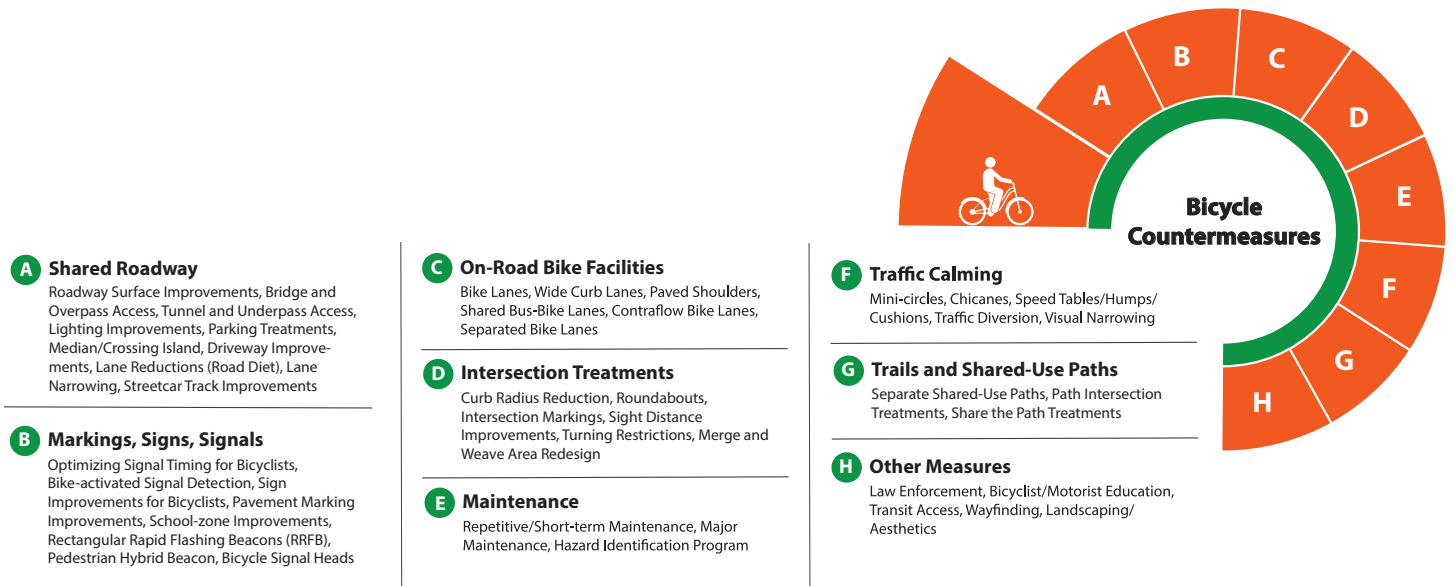 A
B
C
D
E
F
G
H
Bicycle
Countermeasures
A Shared Roadway
Roadway Surface Improvements, Bridge and
Overpass Access, Tunnel and Underpass Access,
Lighting Improvements, Parking Treatments,
Median/Crossing Island, Driveway Improve-
ments, Lane Reductions (Road Diet), Lane
Narrowing, Streetcar Track Improvements
B Markings, Signs, Signals
Optimizing Signal Timing for Bicyclists,
Bike-activated Signal Detection, Sign
Improvements for Bicyclists, Pavement Marking
Improvements, School-zone Improvements,
Rectangular Rapid Flashing Beacons (RRFB),
Pedestrian Hybrid Beacon, Bicycle Signal Heads
C On-Road Bike Facilities
Bike Lanes, Wide Curb Lanes, Paved Shoulders,
Shared Bus-Bike Lanes, Contraflow Bike Lanes,
Separated Bike Lanes
D Intersection Treatments
Curb Radius Reduction, Roundabouts,
Intersection Markings, Sight Distance
Improvements, Turning Restrictions, Merge and
Weave Area Redesign
E Maintenance
Repetitive/Short-term Maintenance, Major
Maintenance, Hazard Identification Program
F Traffic Calming
Mini-circles, Chicanes, Speed Tables/Humps/
Cushions, Traffic Diversion, Visual Narrowing
G Trails and Shared-Use Paths
Separate Shared-Use Paths, Path Intersection
Treatments, Share the Path Treatments
H Other Measures
Law Enforcement, Bicyclist/Motorist Education,
Transit Access, Wayfinding, Landscaping/
Aesthetics